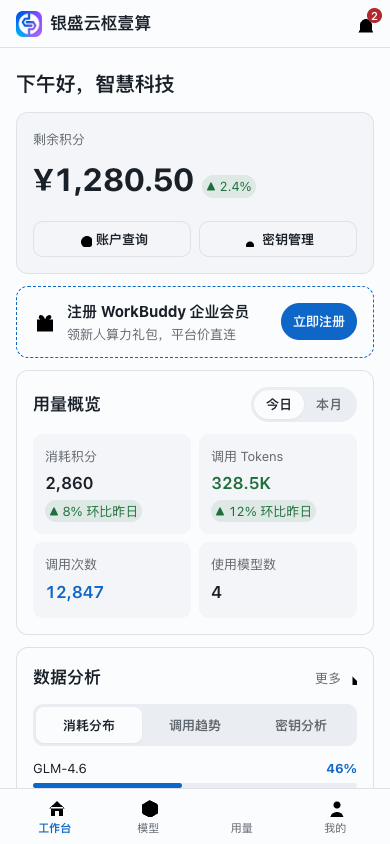 银盛云枢壹算
2
下午好，智慧科技
剩余积分
¥1,280.50 ▲ 2.4%
账户查询 密钥管理
注册 WorkBuddy 企业会员
领新人算力礼包，平台价直连
立即注册
用量概览 今日 本月
消耗积分 调用 Tokens
2,860 328.5K
▲ 8% 环比昨日 ▲ 12% 环比昨日
调用次数 使用模型数
12,847 4
数据分析 更多
消耗分布 调用趋势 密钥分析
GLM-4.6 46%
工作台 模型 用量 我的